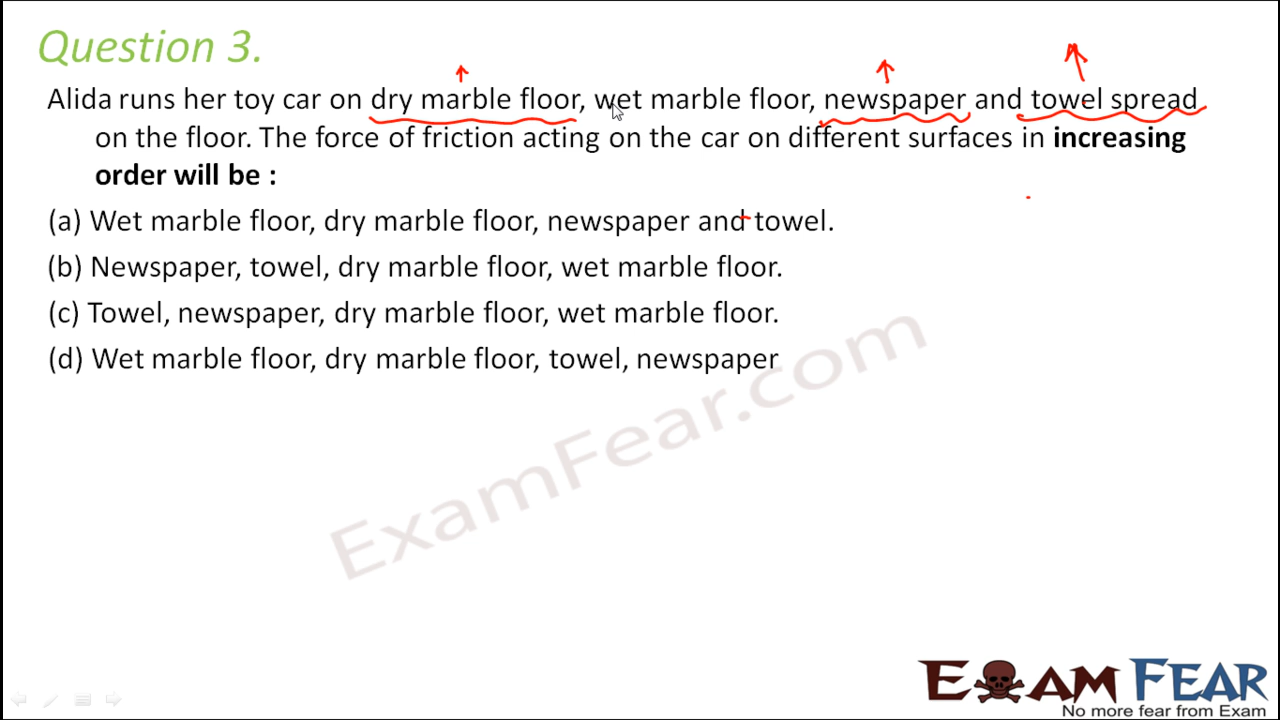 Question 3.
Alida runs her toy car on dry marble floor, wet marble floor, newspaper and towel spread
on the floor. The force of friction acting on the car on different surfaces in increasing
order will be :
(a) Wet marble floor, dry marble floor, newspaper and towel.
(b) Newspaper, towel, dry marble floor, wet marble floor.
(c) Towel, newspaper, dry marble floor, wet marble floor.
(d) Wet marble floor, dry marble floor, towel, newspaper
ExamFear.com
EXAM FEAR
No more fear from Exam